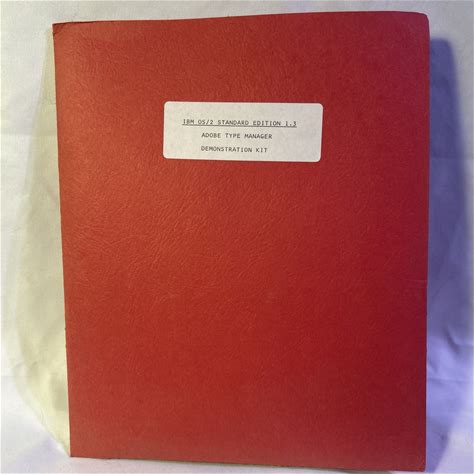 IBM OS/2 STANDARD EDITION 1.3
ADOBE TYPE MANAGER
DEMONSTRATION KIT